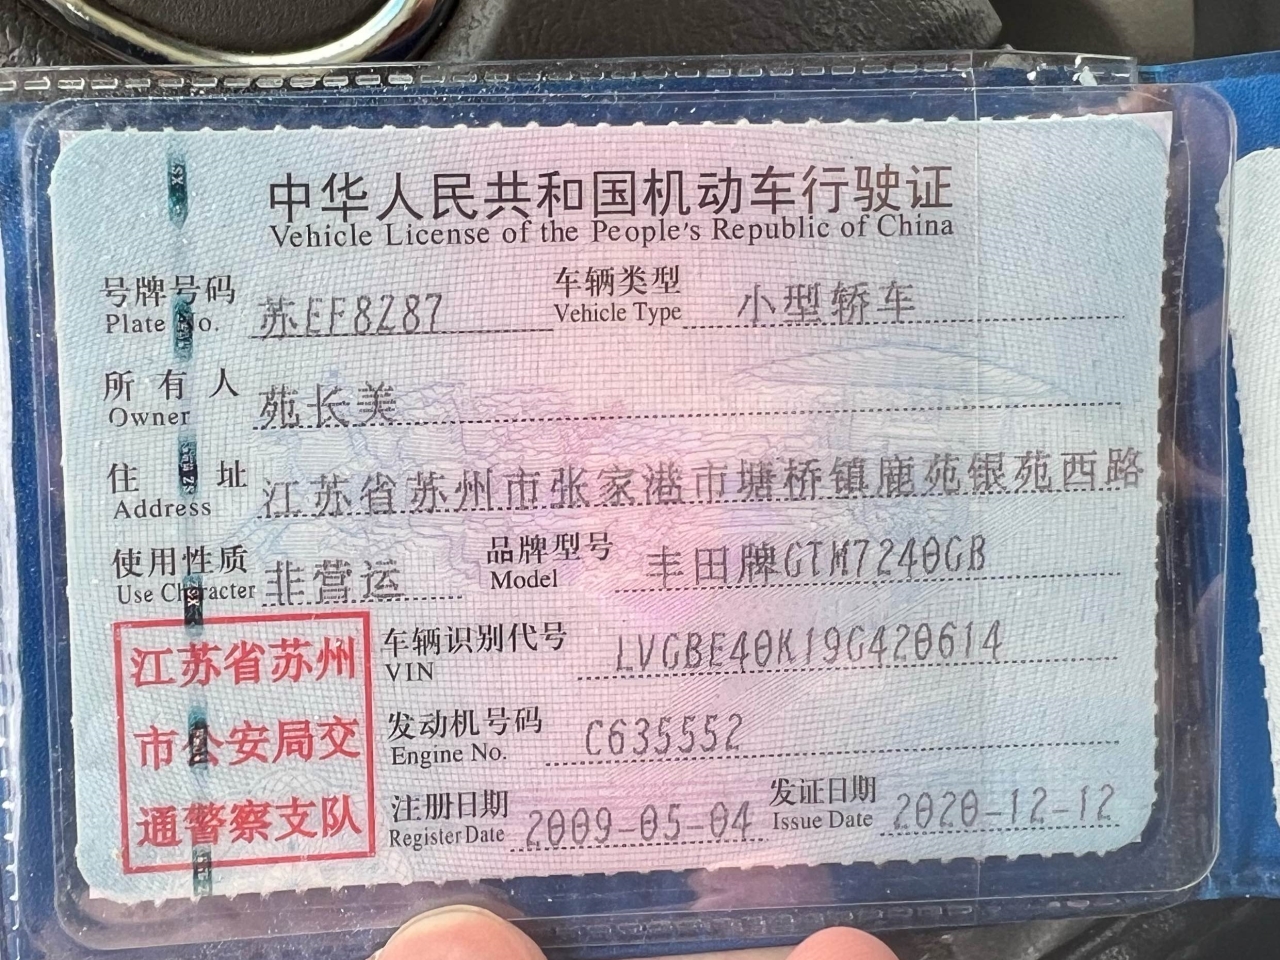 中华人民共和国机动车行驶证
Vehicle License of the People's Republic of China
号牌号码 苏EF8Z87 车辆类型 小型轿车
Plate No. Vehicle Type
所有人 苑长美
Owner
住址 江苏省苏州市张家港市塘桥镇鹿苑银苑西路
Address
使用性质 非营运 品牌型号 丰田牌GTM7240GB
Use Character Model
江苏省苏州
市公安局交
通警察支队
车辆识别代号 LVGBE40K19G420614
VIN
发动机号码 C635552
Engine No.
注册日期 2009-05-04 发证日期 2020-12-12
Register Date Issue Date